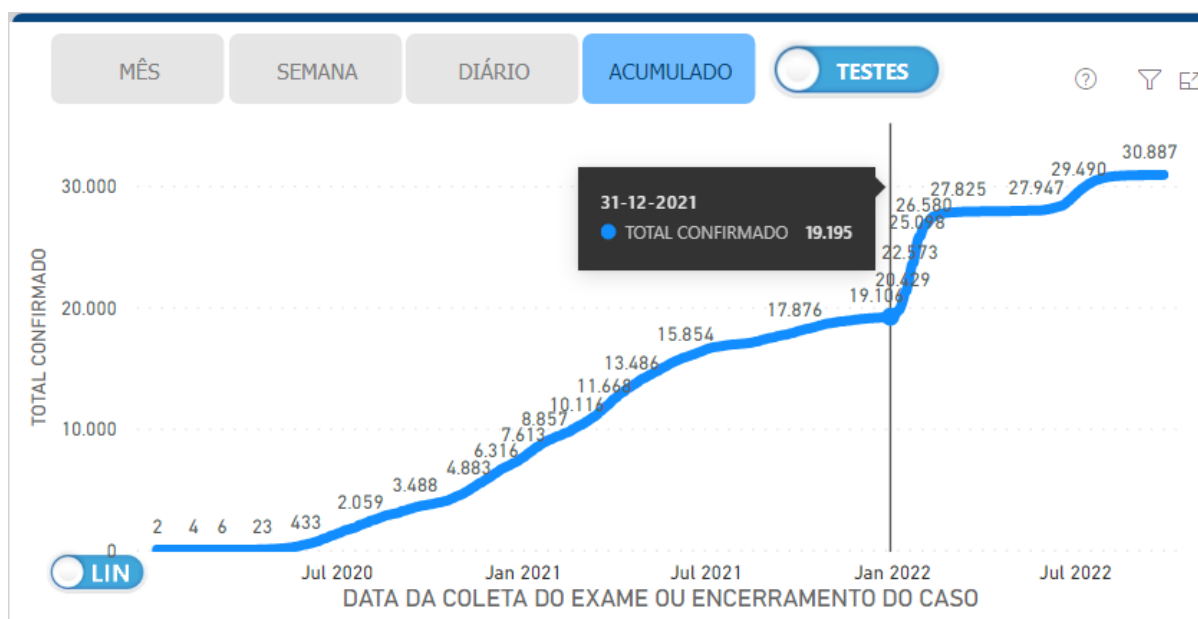 MÊS
SEMANA
DIÁRIO
ACUMULADO
TESTES
30.887
29.490
30.000
31-12-2021
27.825
27.947
26.580
25.098
TOTAL CONFIRMADO 19.195
22.573
20.429
19.106
20.000
17.876
15.854
13.486
11.668
10.116
10.000
8.857
7.613
6.316
4.883
3.488
2.059
433
23
6
4
2
0
TOTAL CONFIRMADO
LIN
Jul 2020
Jan 2021
Jul 2021
Jan 2022
Jul 2022
DATA DA COLETA DO EXAME OU ENCERRAMENTO DO CASO